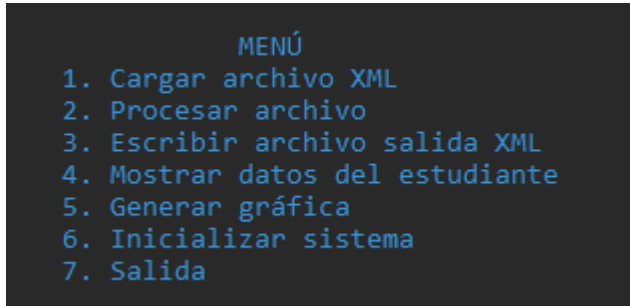 MENÚ
1. Cargar archivo XML
2. Procesar archivo
3. Escribir archivo salida XML
4. Mostrar datos del estudiante
5. Generar gráfica
6. Inicializar sistema
7. Salida